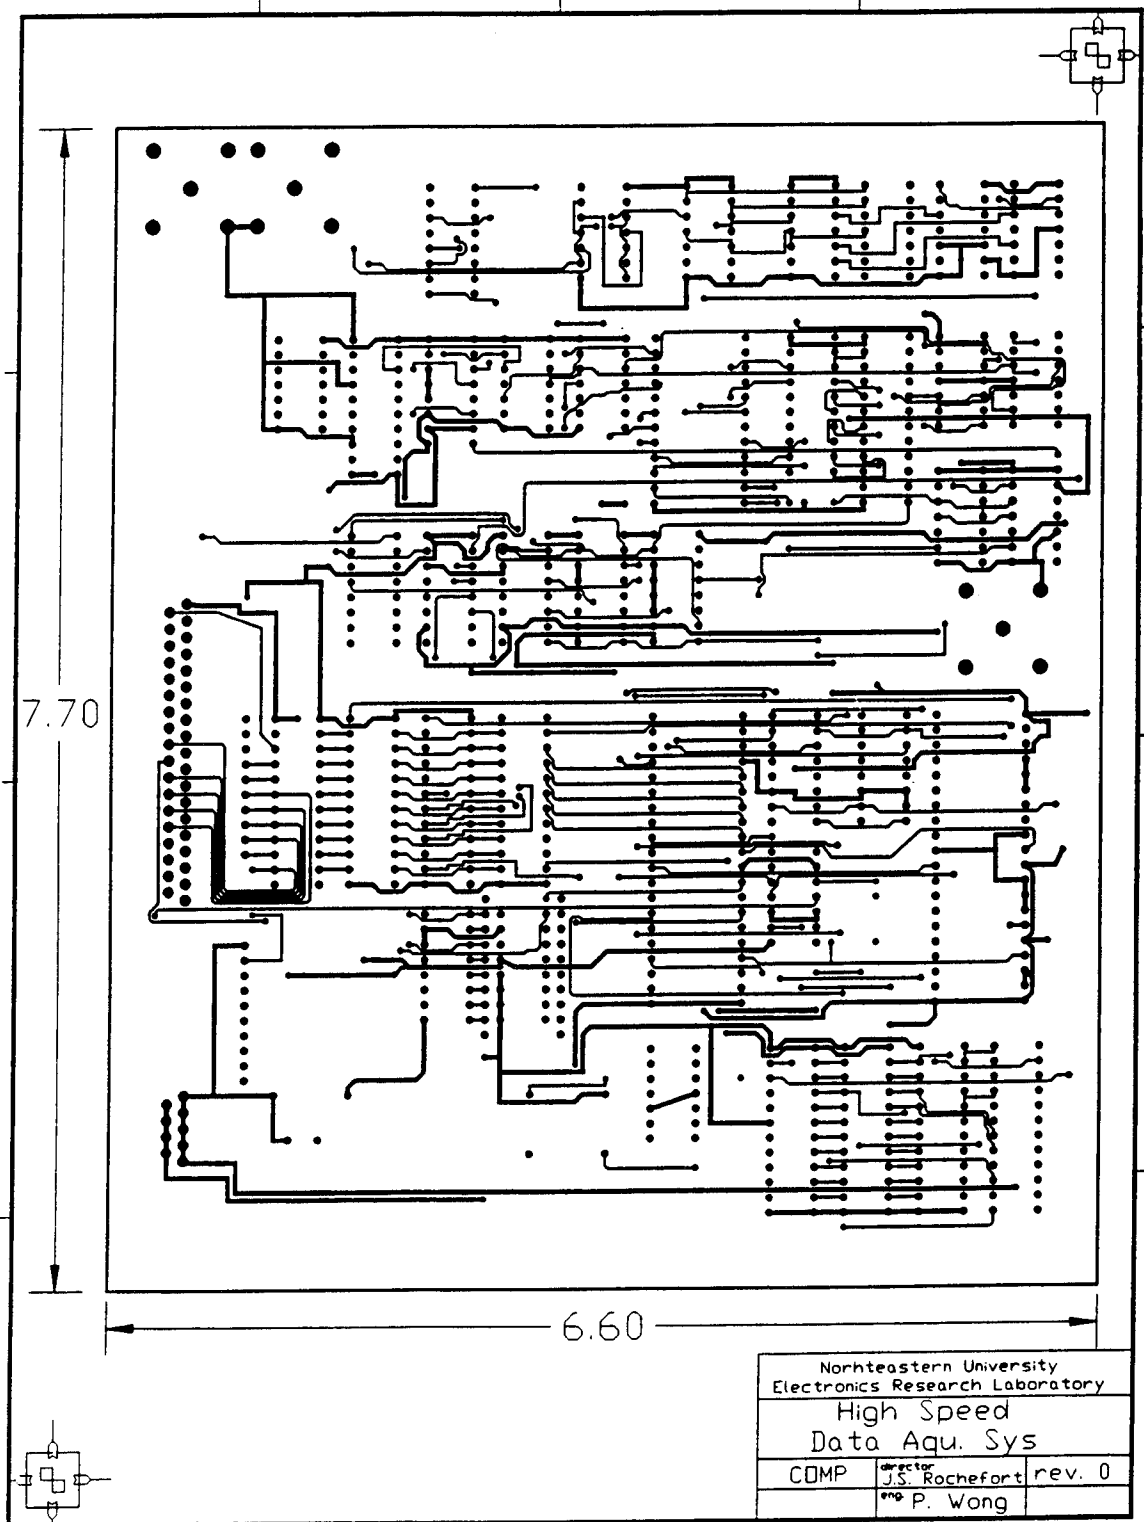 7.70
6.60
Norhteastern University
Electronics Research Laboratory
High Speed
Data Aqu. Sys
COMP
director
J.S. Rochefort
rev. 0
eng P. Wong